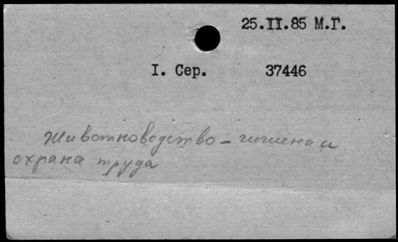 25.II.85 М.Г.
I. Сер. 37446
Животноводство – гигиена и
охрана труда